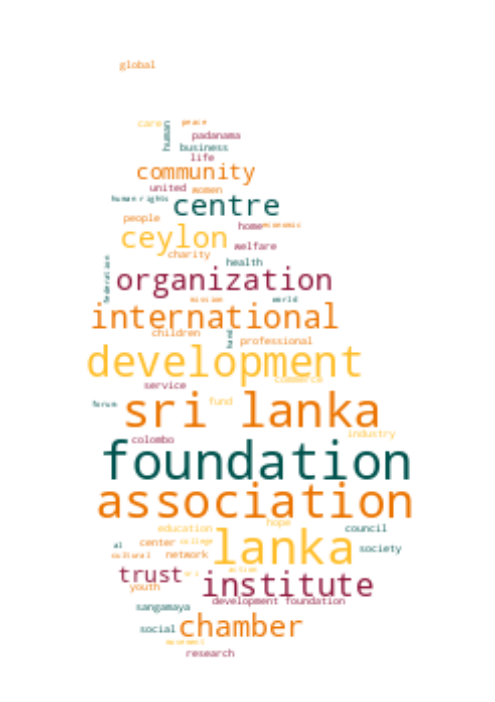 global
care peace
human
padanama
business
life
community
united women
human rights
centre
people
home economic
ceylon
welfare
charity
health
federation
organization
mission world
international
children
professional
development
commerce
service
sri lanka
fund
forum
industry
colombo
foundation
association
hope
education council
lanka
al center college society
cultural network
trust
action
sri
institute
youth
development foundation
sangamaya
chamber
social
movement
research